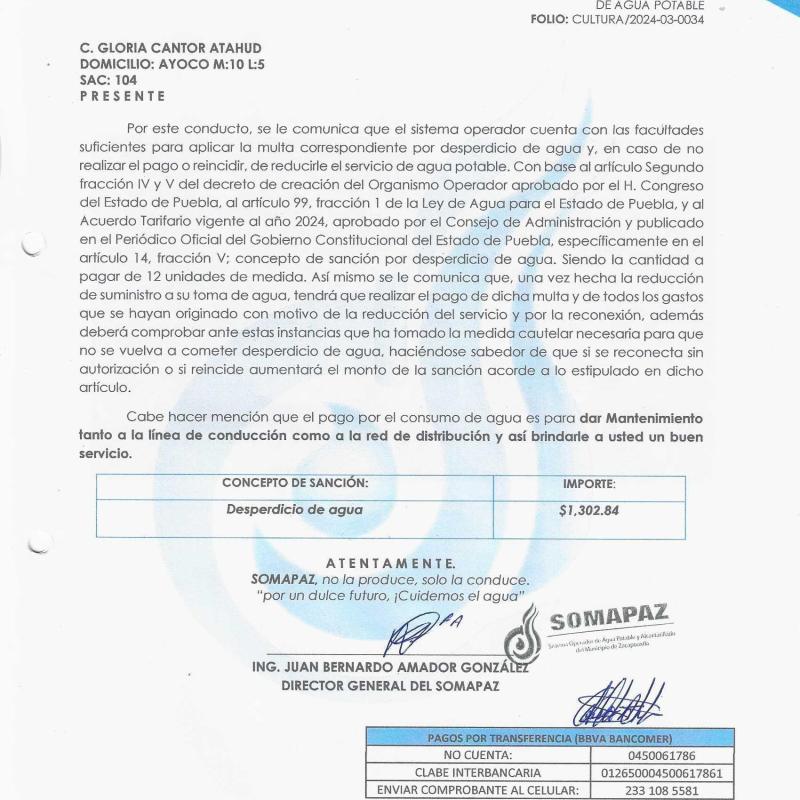 DE AGUA POTABLE
FOLIO: CULTURA/2024-03-0034
C. GLORIA CANTOR ATAHUD
DOMICILIO: AYOCO M:10 L:5
SAC: 104
P R E S E N T E
Por este conducto, se le comunica que el sistema operador cuenta con las facultades
suficientes para aplicar la multa correspondiente por desperdicio de agua y, en caso de no
realizar el pago o reincidir, de reducirle el servicio de agua potable. Con base al artículo Segundo
fracción IV y V del decreto de creación del Organismo Operador aprobado por el H. Congreso
del Estado de Puebla, al artículo 99, fracción 1 de la Ley de Agua para el Estado de Puebla, y al
Acuerdo Tarifario vigente al año 2024, aprobado por el Consejo de Administración y publicado
en el Periódico Oficial del Gobierno Constitucional del Estado de Puebla, específicamente en el
artículo 14, fracción V; concepto de sanción por desperdicio de agua. Siendo la cantidad a
pagar de 12 unidades de medida. Así mismo se le comunica que, una vez hecha la reducción
de suministro a su toma de agua, tendrá que realizar el pago de dicha multa y de todos los gastos
que se hayan originado con motivo de la reducción del servicio y por la reconexión, además
deberá comprobar ante estas instancias que ha tomado la medida cautelar necesaria para que
no se vuelva a cometer desperdicio de agua, haciéndose sabedor de que si se reconecta sin
autorización o si reincide aumentará el monto de la sanción acorde a lo estipulado en dicho
artículo.
Cabe hacer mención que el pago por el consumo de agua es para dar Mantenimiento
tanto a la línea de conducción como a la red de distribución y así brindarle a usted un buen
servicio.
CONCEPTO DE SANCIÓN: IMPORTE:
Desperdicio de agua $1,302.84
A T E N T A M E N T E.
SOMAPAZ, no la produce, solo la conduce.
"por un dulce futuro, ¡Cuidemos el agua"
PA
SOMAPAZ
Sistema Operador de Agua Potable y Alcantarillado
del Municipio de Zacapoaxtla
ING. JUAN BERNARDO AMADOR GONZÁLEZ
DIRECTOR GENERAL DEL SOMAPAZ
PAGOS POR TRANSFERENCIA (BBVA BANCOMER)
NO CUENTA: 0450061786
CLABE INTERBANCARIA 012650004500617861
ENVIAR COMPROBANTE AL CELULAR: 233 108 5581